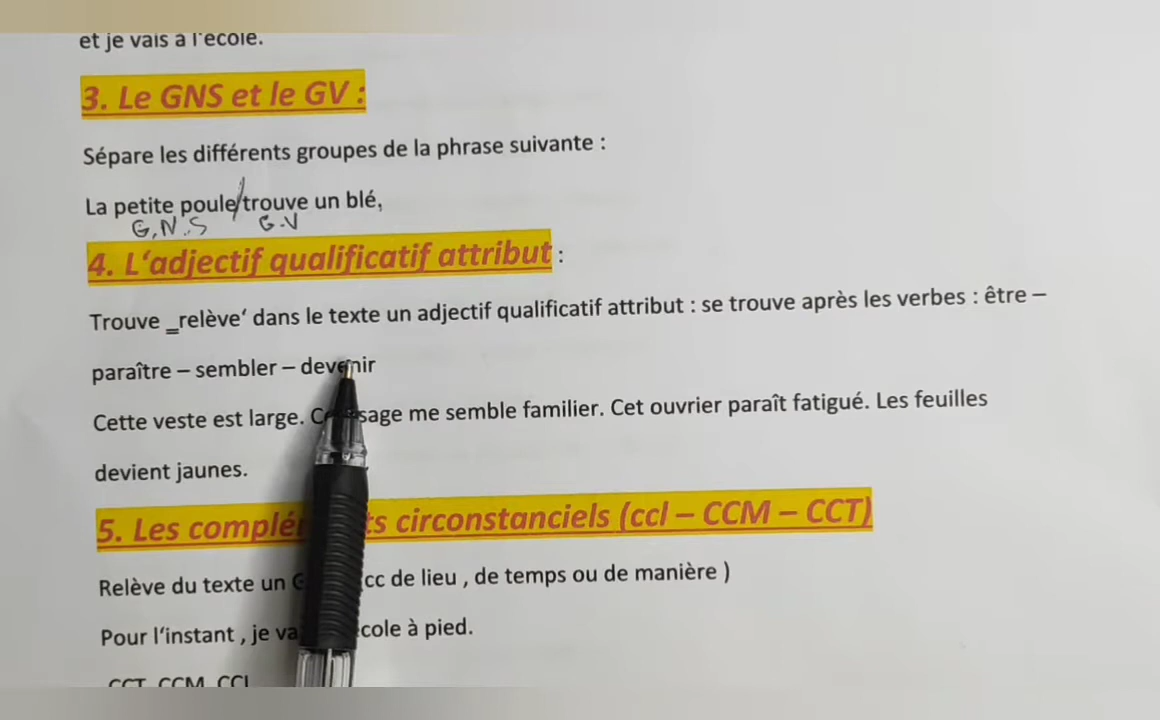 et je vais à l'école.
3. Le GNS et le GV :
Sépare les différents groupes de la phrase suivante :
La petite poule/trouve un blé,
G.N.S G.V
4. L'adjectif qualificatif attribut :
Trouve _relève' dans le texte un adjectif qualificatif attribut : se trouve après les verbes : être –
paraître – sembler – devenir
Cette veste est large. sage me semble familier. Cet ouvrier paraît fatigué. Les feuilles
devient jaunes.
5. Les complé ts circonstanciels (ccl – CCM – CCT)
Relève du texte un cc de lieu , de temps ou de manière )
Pour l'instant , je va cole à pied.
CCT CCM CCL